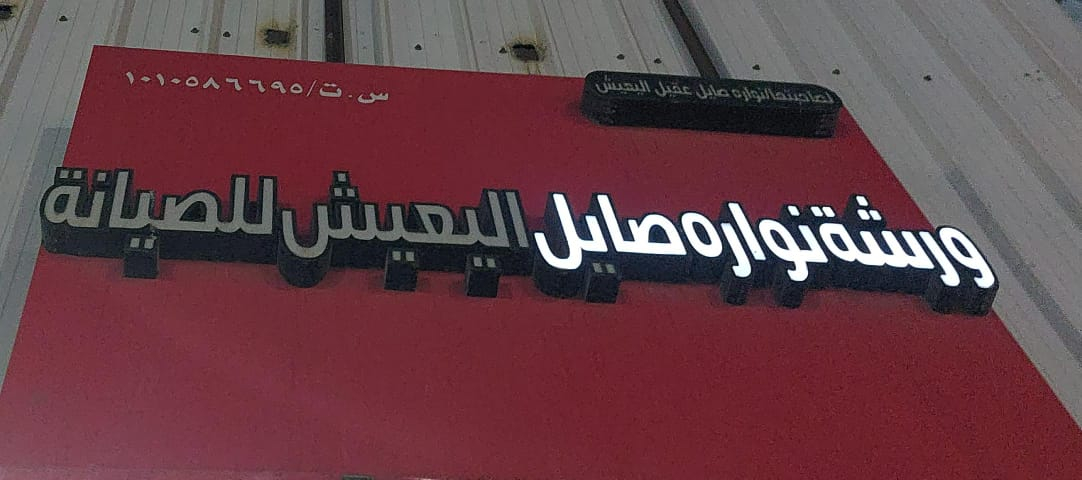 لصاحبتها نواره صايل عقيل اليعيش
س.ت/١٠١٠٥٨٦٦٩٥
ورشة نواره صايل اليعيش للصيانة